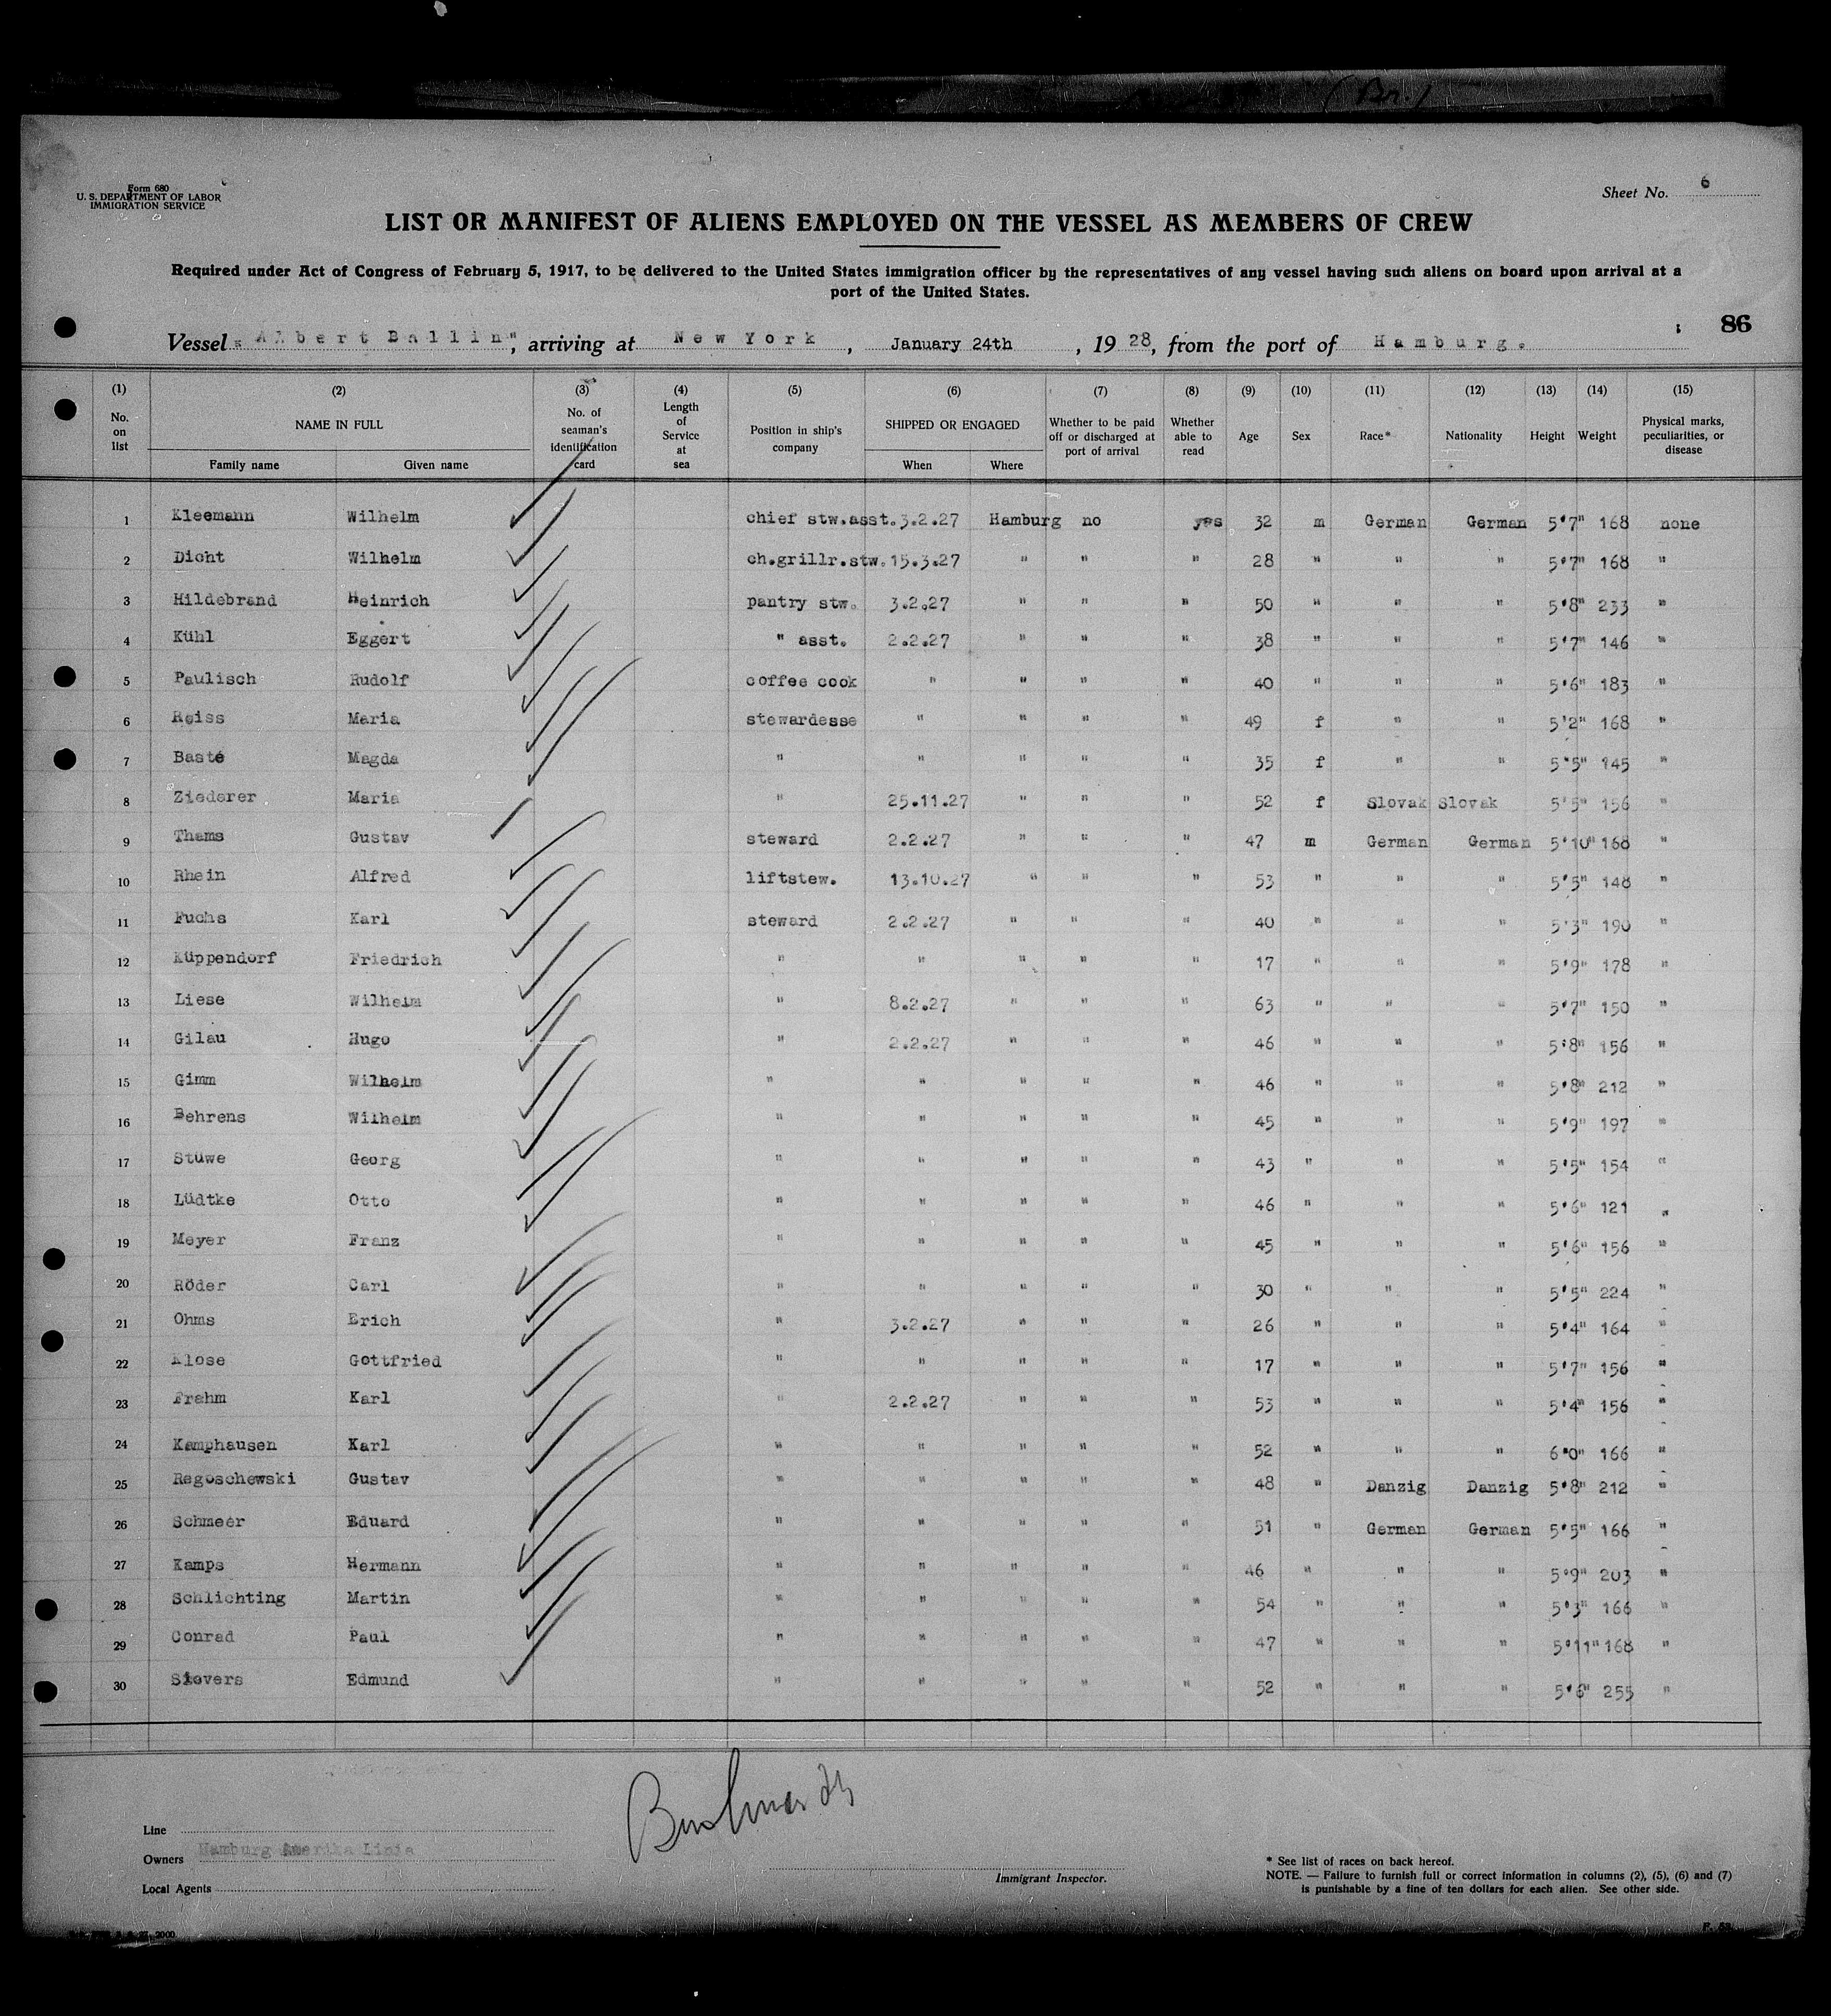 ( Br. )
Form 680
U. S. DEPARTMENT OF LABOR
IMMIGRATION SERVICE
Sheet No. 6
LIST OR MANIFEST OF ALIENS EMPLOYED ON THE VESSEL AS MEMBERS OF CREW
Required under Act of Congress of February 5, 1917, to be delivered to the United States immigration officer by the representatives of any vessel having such aliens on board upon arrival at a
port of the United States.
86
Vessel "Albert Ballin", arriving at New York, January 24th, 1928, from the port of Hamburg.
(1) (2) (3) (4) (5) (6) (7) (8) (9) (10) (11) (12) (13) (14) (15)
No. on list NAME IN FULL Family name Given name No. of seaman's identification card Length of Service at sea Position in ship's company SHIPPED OR ENGAGED When Where Whether to be paid off or discharged at port of arrival Whether able to read Age Sex Race* Nationality Height Weight Physical marks, peculiarities, or disease
1 Kleemann Wilhelm chief stw.asst. 3.2.27 Hamburg no yes 32 m German German 5'7" 168 none
2 Dicht Wilhelm ch.grillr.stw. 15.3.27 " " " 28 " " " 5'7" 168 "
3 Hildebrand Heinrich pantry stw. 3.2.27 " " " 50 " " " 5'8" 233 "
4 Kühl Eggert " asst. 2.2.27 " " " 38 " " " 5'7" 146 "
5 Paulisch Rudolf coffee cook " " " " 40 " " " 5'6" 183 "
6 Reiss Maria stewardesse " " " " 49 f " " 5'2" 168 "
7 Basté Magda " " " " " 35 f " " 5'5" 145 "
8 Ziederer Maria " 25.11.27 " " " 52 f Slovak Slovak 5'5" 156 "
9 Thams Gustav steward 2.2.27 " " " 47 m German German 5'10" 168 "
10 Rhein Alfred liftstew. 13.10.27 " " " 53 " " " 5'5" 148 "
11 Fuchs Karl steward 2.2.27 " " " 40 " " " 5'3" 190 "
12 Küppendorf Friedrich " " " " " 17 " " " 5'9" 178 "
13 Liese Wilhelm " 8.2.27 " " " 63 " " " 5'7" 150 "
14 Gilau Hugo " 2.2.27 " " " 46 " " " 5'8" 156 "
15 Gimm Wilhelm " " " " " 46 " " " 5'8" 212 "
16 Behrens Wilhelm " " " " " 45 " " " 5'9" 197 "
17 Stüwe Georg " " " " " 43 " " " 5'5" 154 "
18 Lüdtke Otto " " " " " 46 " " " 5'6" 121 "
19 Meyer Franz " " " " " 45 " " " 5'6" 156 "
20 Röder Carl " " " " " 30 " " " 5'5" 224 "
21 Ohms Erich " 3.2.27 " " " 26 " " " 5'4" 164 "
22 Klose Gottfried " " " " " 17 " " " 5'7" 156 "
23 Frahm Karl " 2.2.27 " " " 53 " " " 5'4" 156 "
24 Kamphausen Karl " " " " " 52 " " " 6'0" 166 "
25 Regoschewski Gustav " " " " " 48 " Danzig Danzig 5'8" 212 "
26 Schmeer Eduard " " " " " 51 " German German 5'5" 166 "
27 Kamps Hermann " " " " " 46 " " " 5'9" 203 "
28 Schlichting Martin " " " " " 54 " " " 5'3" 166 "
29 Conrad Paul " " " " " 47 " " " 5'11" 168 "
30 Sievers Edmund " " " " " 52 " " " 5'6" 255 "
Line
Owners Hamburg Amerika Linie
Local Agents
Immigrant Inspector.
* See list of races on back hereof.
NOTE. — Failure to furnish full or correct information in columns (2), (5), (6) and (7)
is punishable by a fine of ten dollars for each alien. See other side.